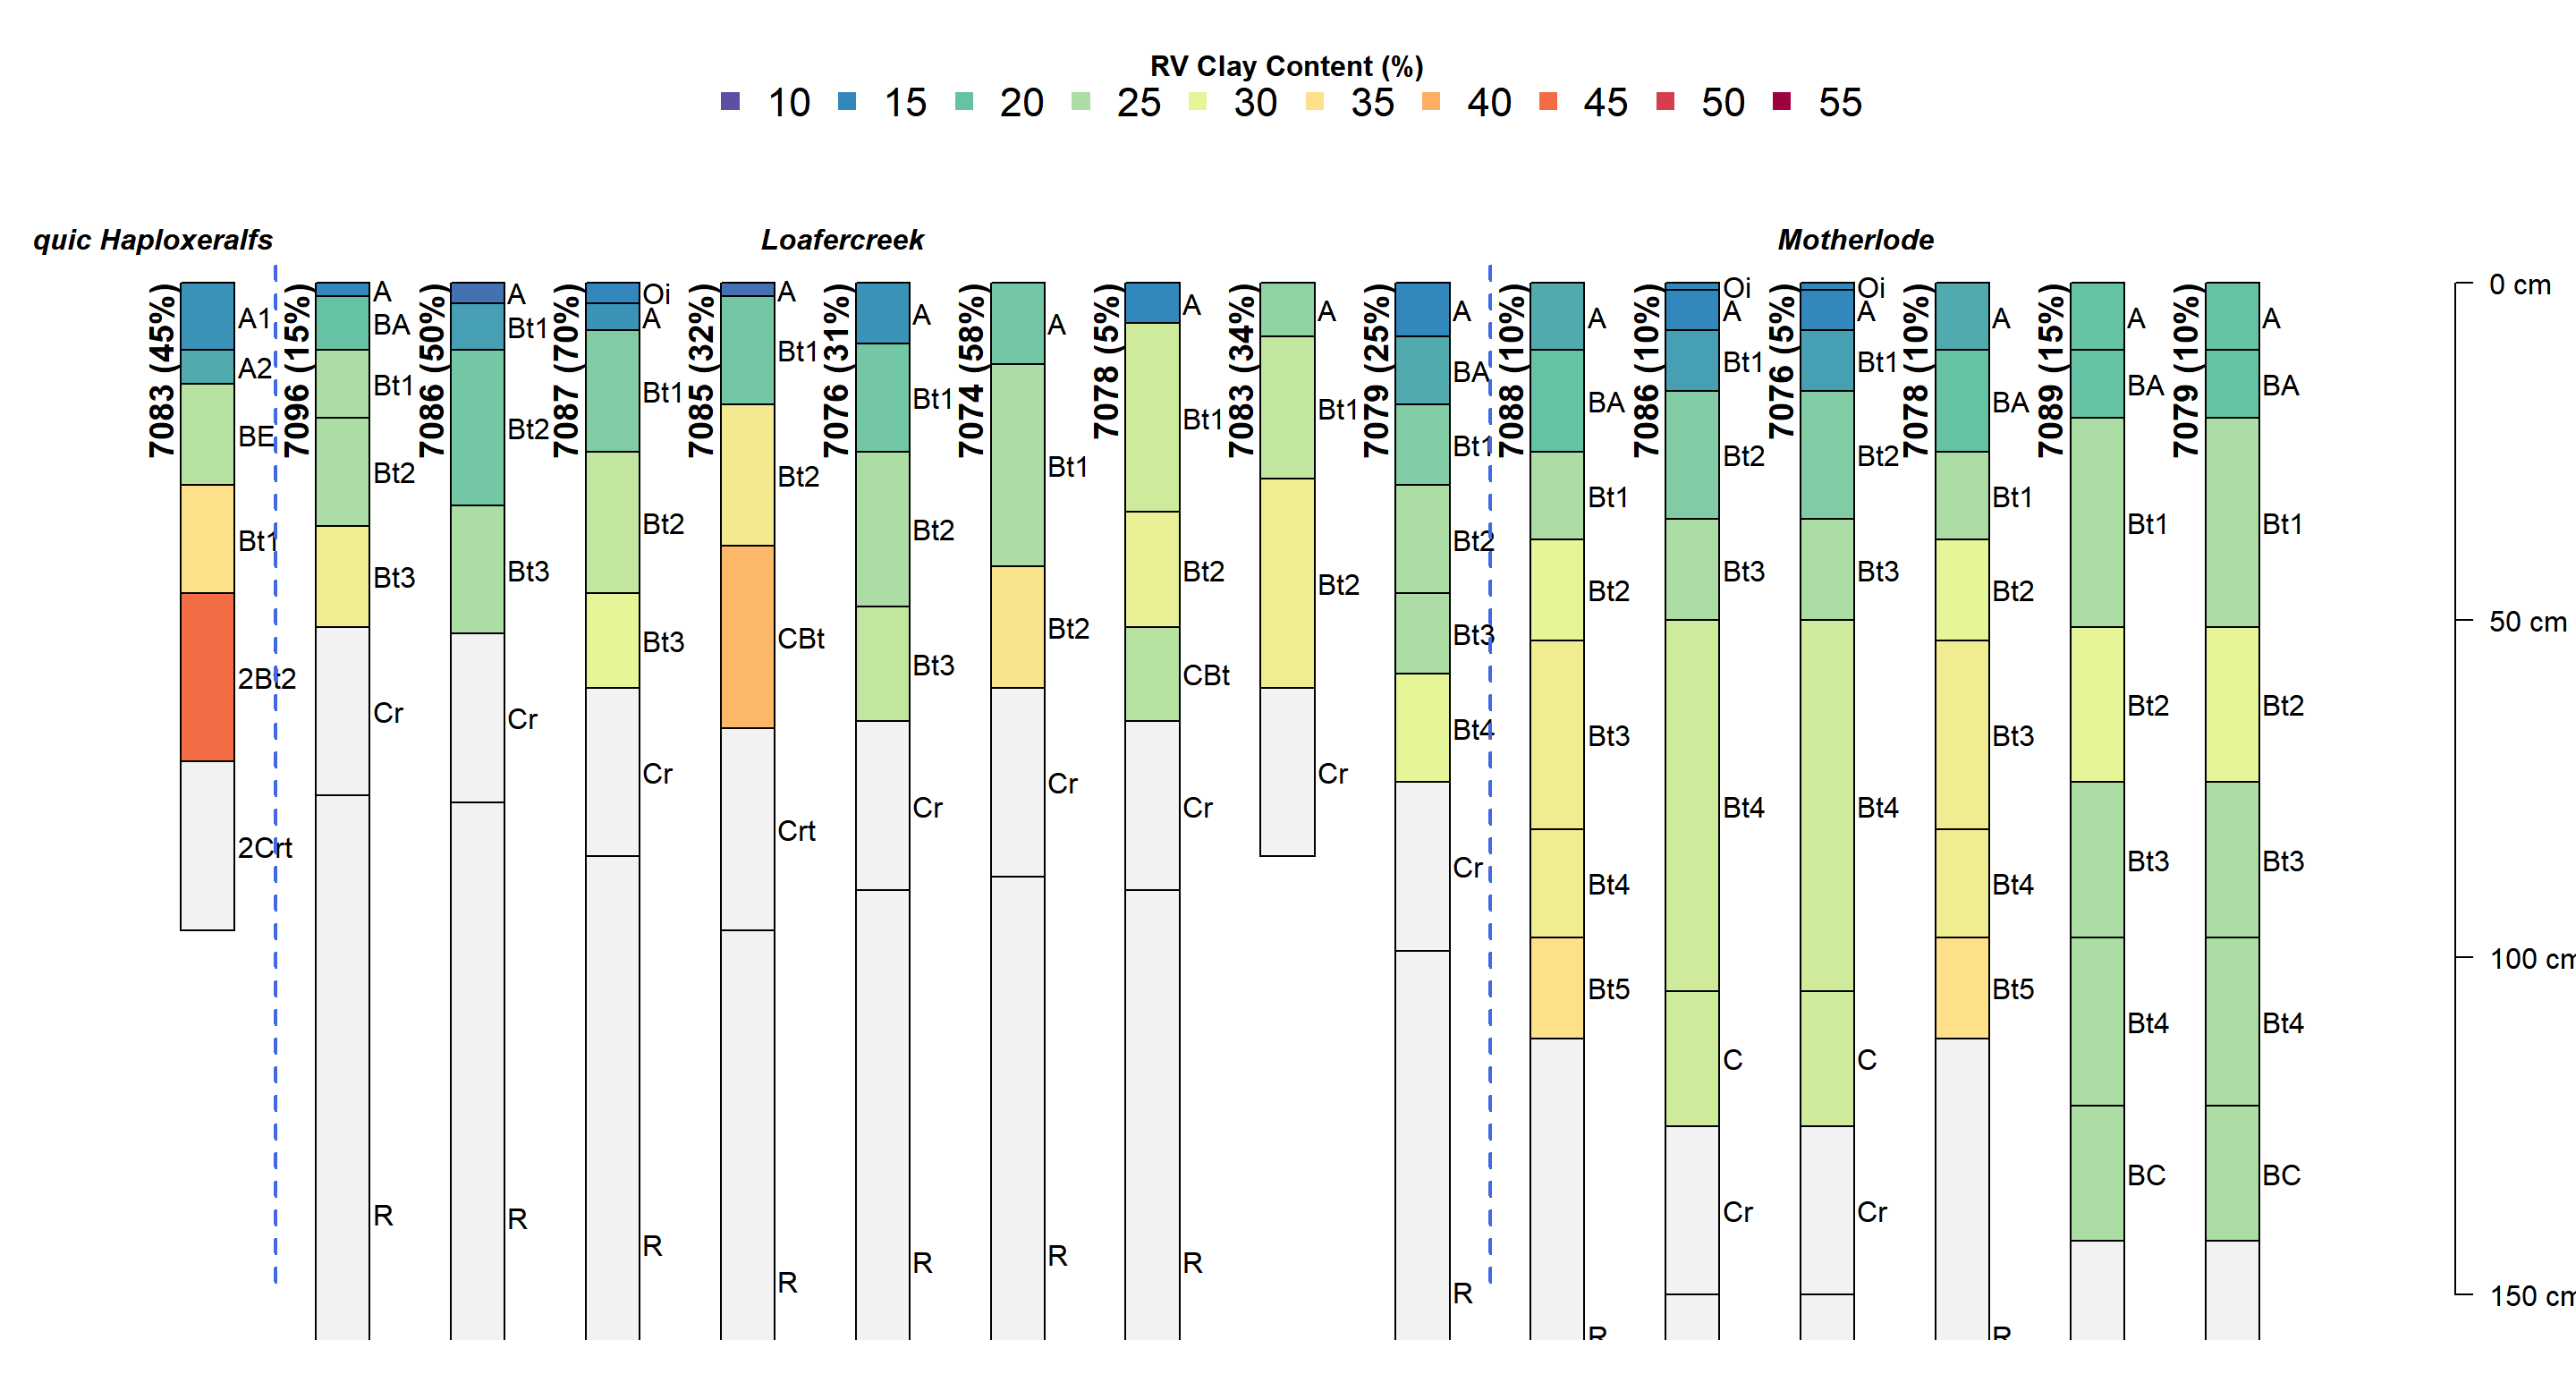 RV Clay Content (%)
10 15 20 25 30 35 40 45 50 55
quic Haploxeralfs
Loafercreek
Motherlode
7083 (45%)
A1
A2
BE
Bt1
2Bt2
2Crt
7096 (15%)
A
BA
Bt1
Bt2
Bt3
Cr
R
7086 (50%)
A
Bt1
Bt2
Bt3
Cr
R
7087 (70%)
Oi
A
Bt1
Bt2
Bt3
Cr
R
7085 (32%)
A
Bt1
Bt2
CBt
Crt
R
7076 (31%)
A
Bt1
Bt2
Bt3
Cr
R
7074 (58%)
A
Bt1
Bt2
Cr
R
7078 (5%)
A
Bt1
Bt2
CBt
Cr
R
7083 (34%)
A
Bt1
Bt2
Cr
7079 (25%)
A
BA
Bt1
Bt2
Bt3
Bt4
Cr
R
7088 (10%)
A
BA
Bt1
Bt2
Bt3
Bt4
Bt5
R
7086 (10%)
Oi
A
Bt1
Bt2
Bt3
Bt4
C
Cr
7076 (5%)
Oi
A
Bt1
Bt2
Bt3
Bt4
C
Cr
7078 (10%)
A
BA
Bt1
Bt2
Bt3
Bt4
Bt5
R
7089 (15%)
A
BA
Bt1
Bt2
Bt3
Bt4
BC
7079 (10%)
A
BA
Bt1
Bt2
Bt3
Bt4
BC
0 cm
50 cm
100 cm
150 cm